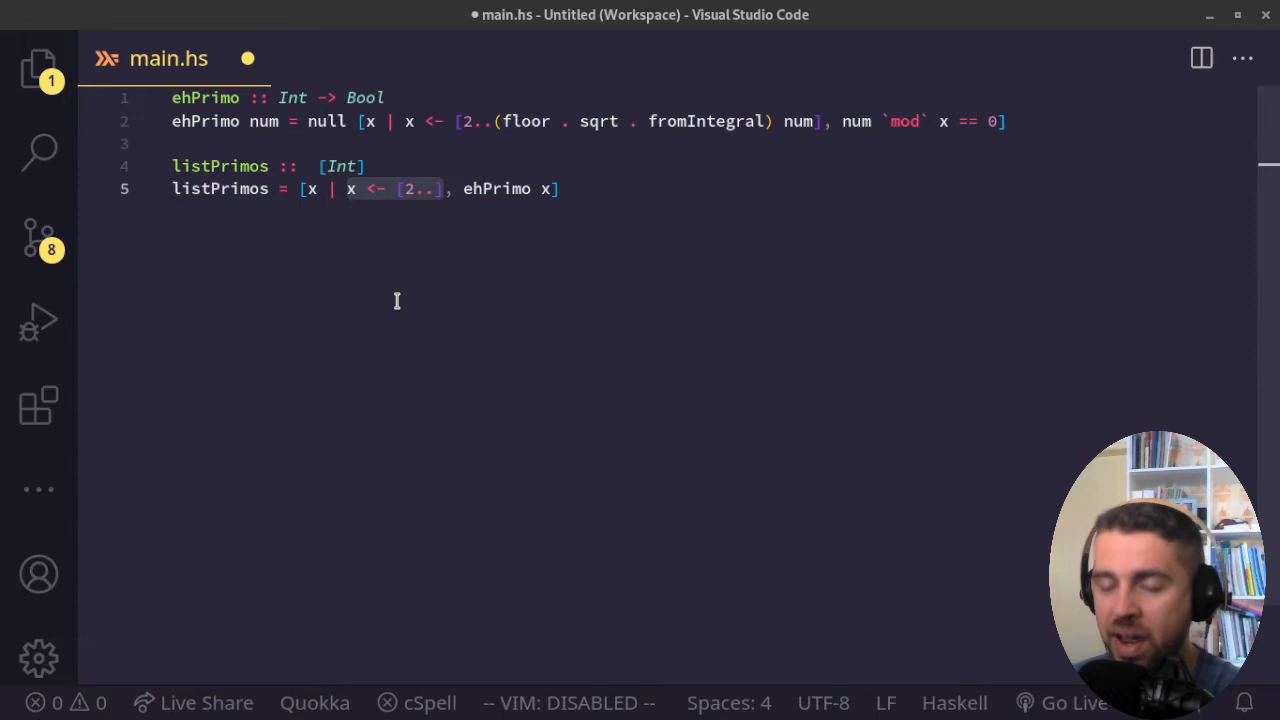 main.hs - Untitled (Workspace) - Visual Studio Code
main.hs
1
8
1 ehPrimo :: Int -> Bool
2 ehPrimo num = null [x | x <- [2..(floor . sqrt . fromIntegral) num], num `mod` x == 0]
3
4 listPrimos ::  [Int]
5 listPrimos = [x | x <- [2..], ehPrimo x]
0 0 Live Share Quokka cSpell -- VIM: DISABLED -- Spaces: 4 UTF-8 LF Haskell Go Live